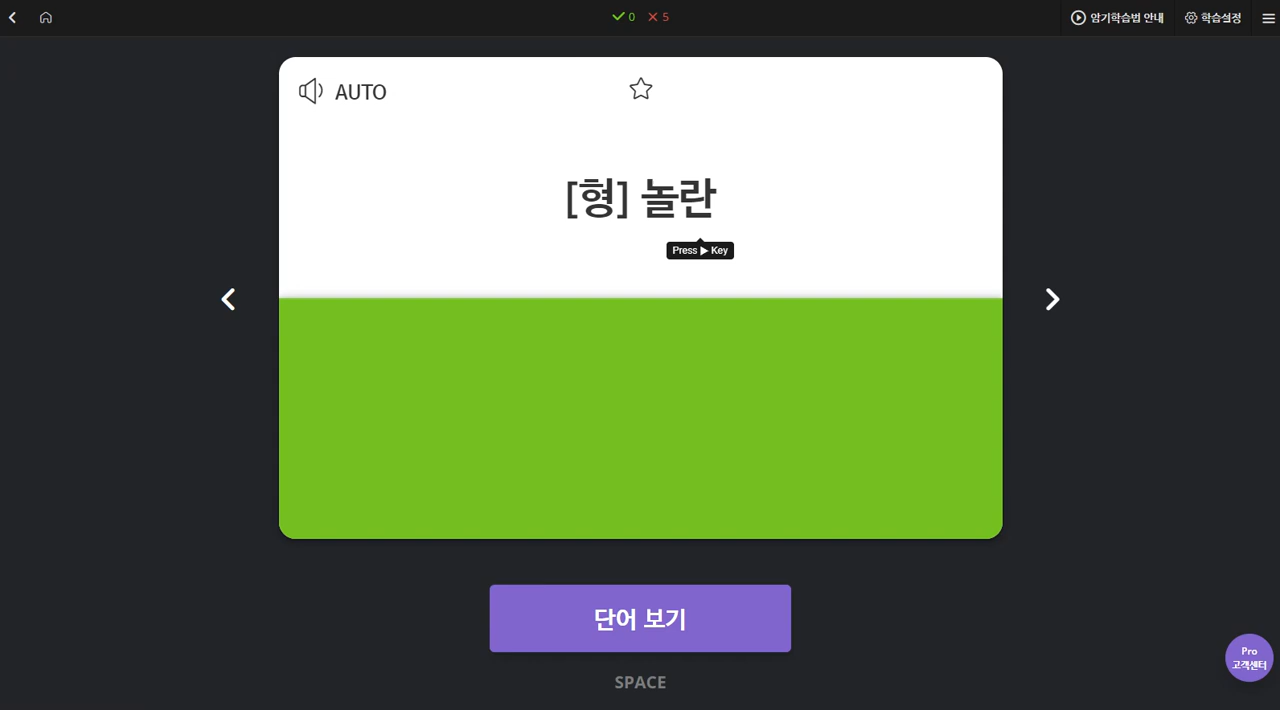 0 5 암기학습법 안내 학습설정
AUTO
[형] 놀란
Press ▶ Key
단어 보기
SPACE
Pro
고객센터